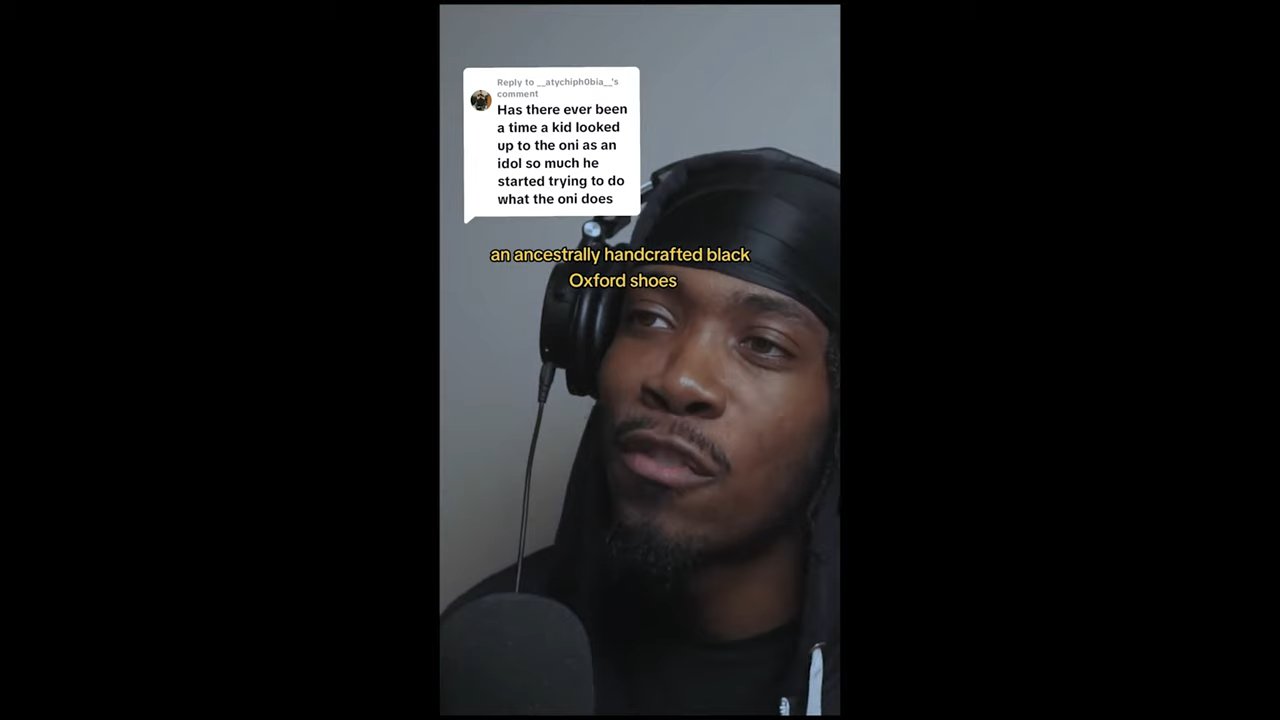 Reply to __atychiph0bia__'s
comment
Has there ever been
a time a kid looked
up to the oni as an
idol so much he
started trying to do
what the oni does
an ancestrally handcrafted black
Oxford shoes